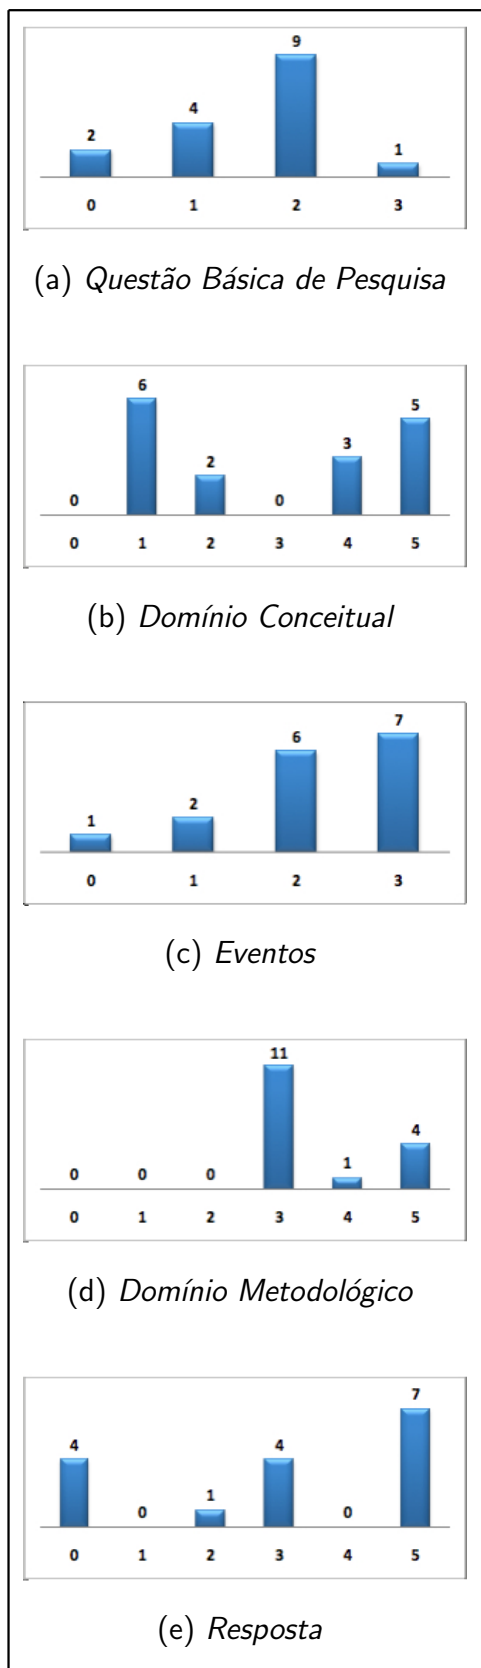 9
4
2
1
0 1 2 3
(a) Questão Básica de Pesquisa
6
5
3
2
0 0
0 1 2 3 4 5
(b) Domínio Conceitual
7
6
2
1
0 1 2 3
(c) Eventos
11
4
1
0 0 0
0 1 2 3 4 5
(d) Domínio Metodológico
7
4 4
1
0 0
0 1 2 3 4 5
(e) Resposta